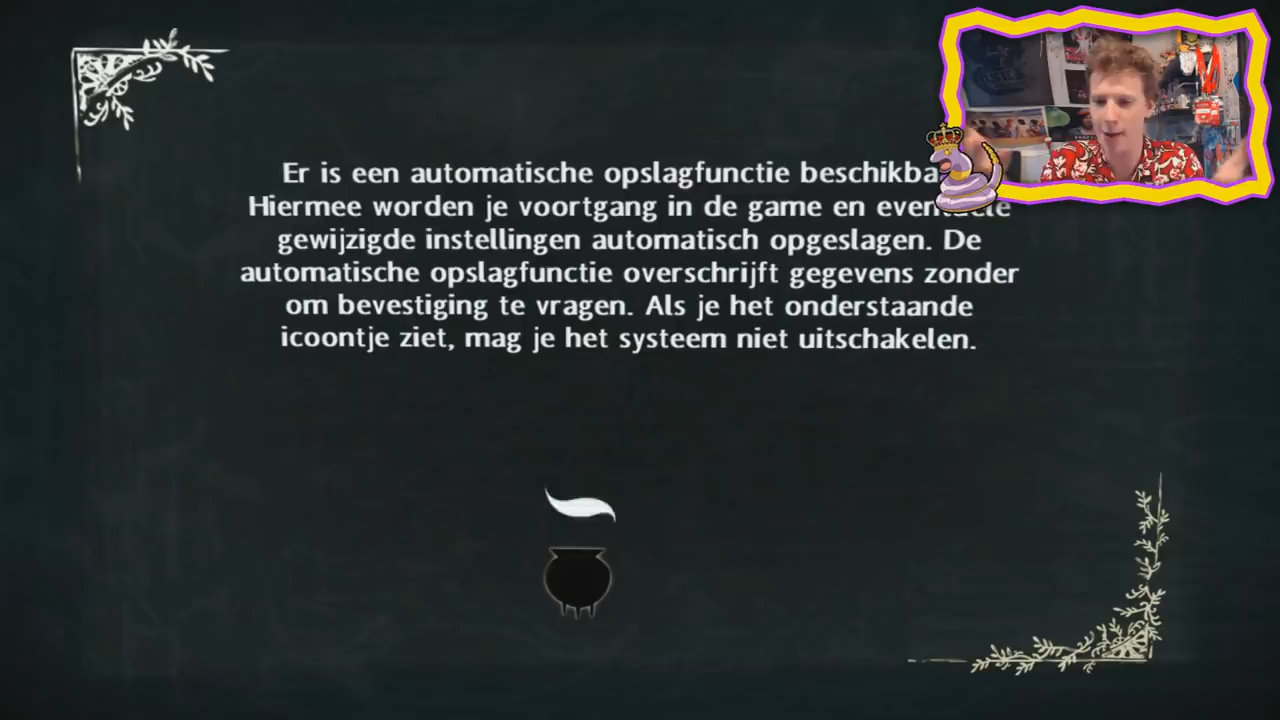 Er is een automatische opslagfunctie
Hiermee worden je voortgang in de game en
gewijzigde instellingen automatisch opgeslagen. De
automatische opslagfunctie overschrijft gegevens zonder
om bevestiging te vragen. Als je het onderstaande
icoontje ziet, mag je het systeem niet uitschakelen.